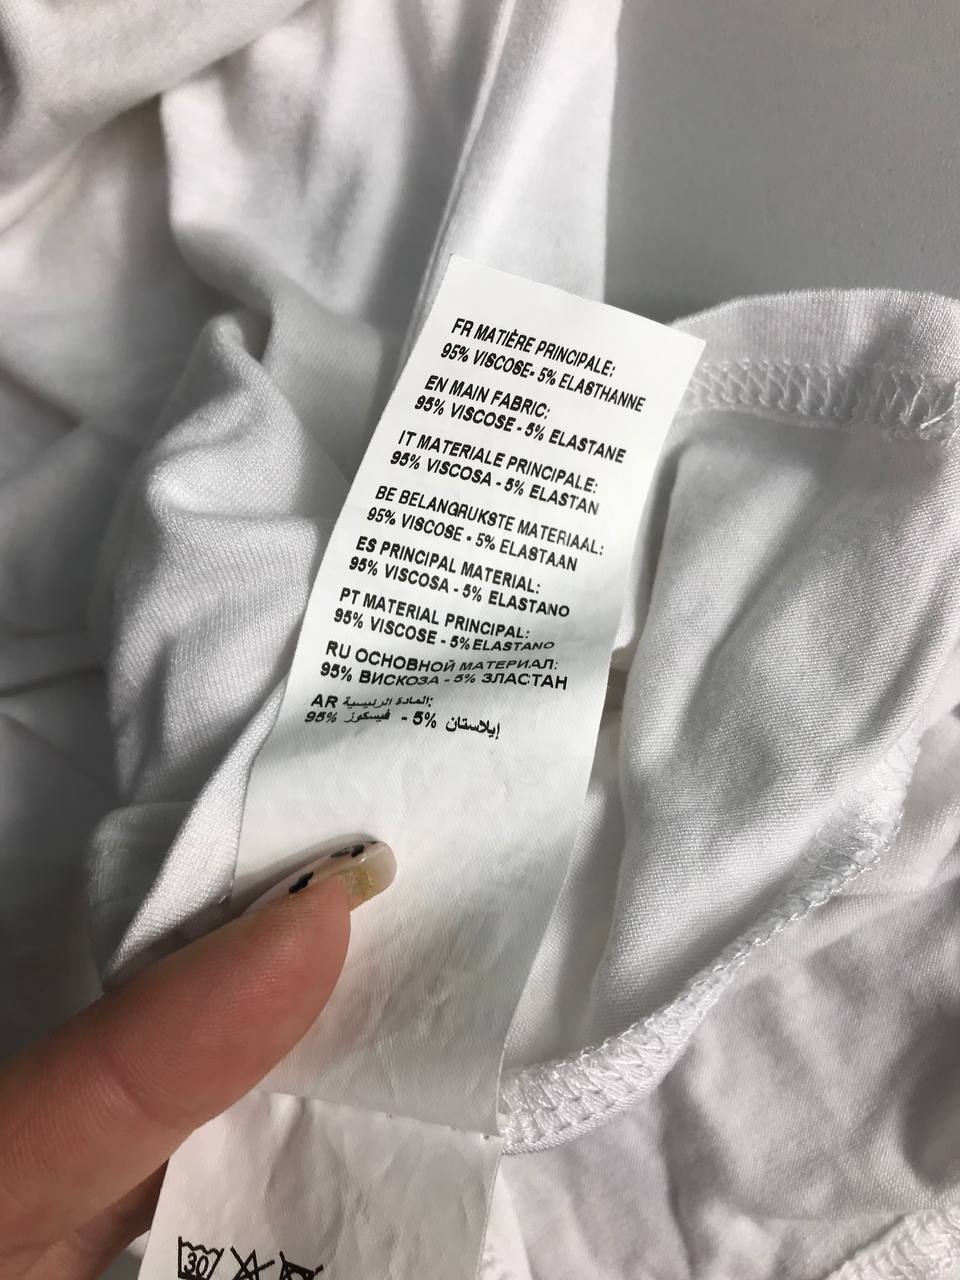 FR MATIÈRE PRINCIPALE:
95% VISCOSE- 5% ELASTHANNE
EN MAIN FABRIC:
95% VISCOSE - 5% ELASTANE
IT MATERIALE PRINCIPALE:
95% VISCOSA - 5% ELASTAN
BE BELANGRUKSTE MATERIAAL:
95% VISCOSE - 5% ELASTAAN
ES PRINCIPAL MATERIAL:
95% VISCOSA - 5% ELASTANO
PT MATERIAL PRINCIPAL:
95% VISCOSE - 5% ELASTANO
RU ОСНОВНОЙ МАТЕРИАЛ:
95% ВИСКОЗА - 5% ЗЛАСТАН
AR المادة الرئيسية:
95% فيسكوز - 5% إيلاستان
30